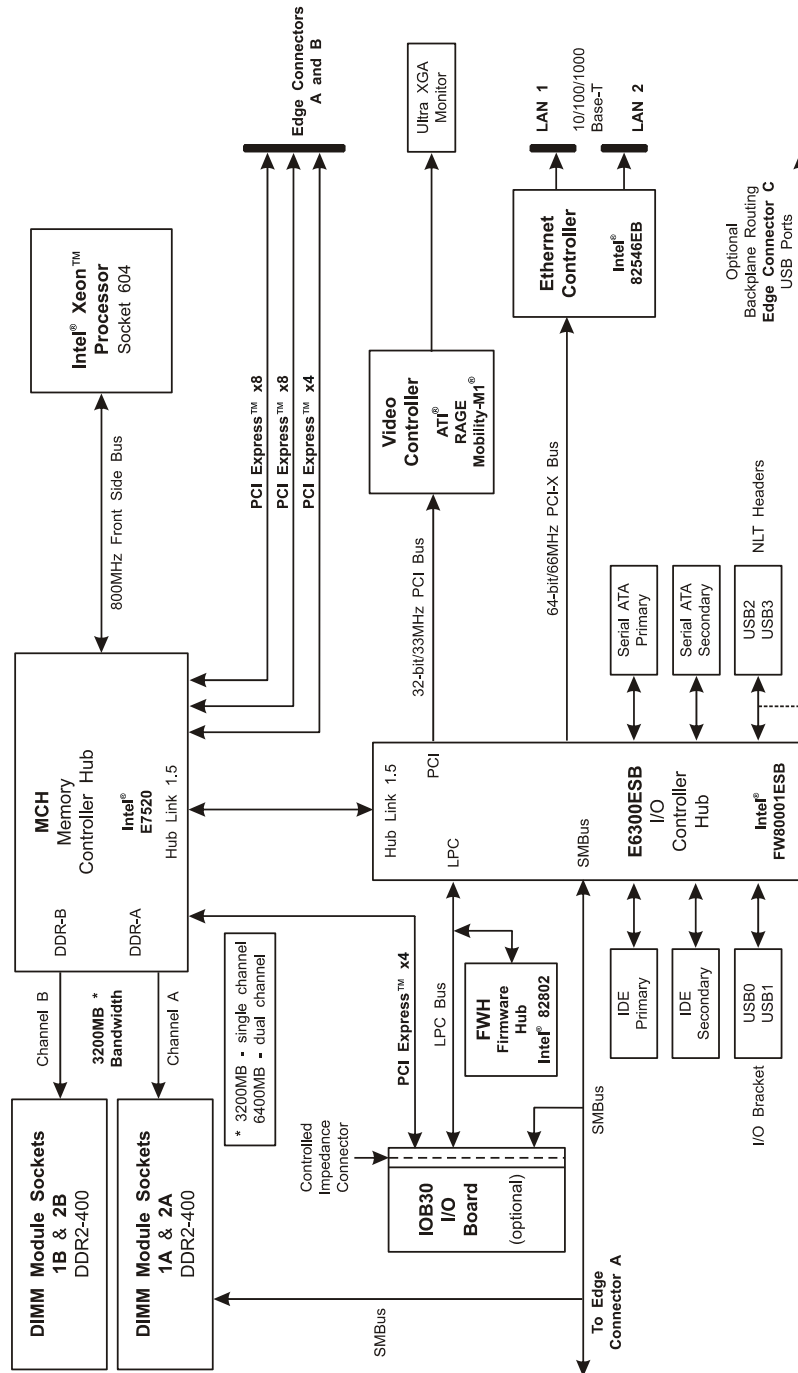 DIMM Module Sockets
1B & 2B
DDR2-400
DIMM Module Sockets
1A & 2A
DDR2-400
Channel B
3200MB *
Bandwidth
Channel A
DDR-B
DDR-A
MCH
Memory
Controller Hub
Intel®
E7520
Hub Link 1.5
800MHz Front Side Bus
Intel® Xeon™
Processor
Socket 604
* 3200MB - single channel
6400MB - dual channel
PCI Express™ x8
PCI Express™ x8
PCI Express™ x4
Edge Connectors
A and B
Controlled
Impedance
Connector
IOB30
I/O
Board
(optional)
PCI Express™ x4
LPC Bus
FWH
Firmware
Hub
Intel® 82802
SMBus
SMBus
To Edge
Connector A
Hub Link 1.5
LPC
PCI
SMBus
E6300ESB
I/O
Controller
Hub
Intel®
FW80001ESB
32-bit/33MHz PCI Bus
Video
Controller
ATI®
RAGE
Mobility-M1®
Ultra XGA
Monitor
64-bit/66MHz PCI-X Bus
Ethernet
Controller
Intel®
82546EB
LAN 1
10/100/1000
Base-T
LAN 2
IDE
Primary
IDE
Secondary
USB0
USB1
I/O Bracket
Serial ATA
Primary
Serial ATA
Secondary
USB2
USB3
NLT Headers
Optional
Backplane Routing
Edge Connector C
USB Ports